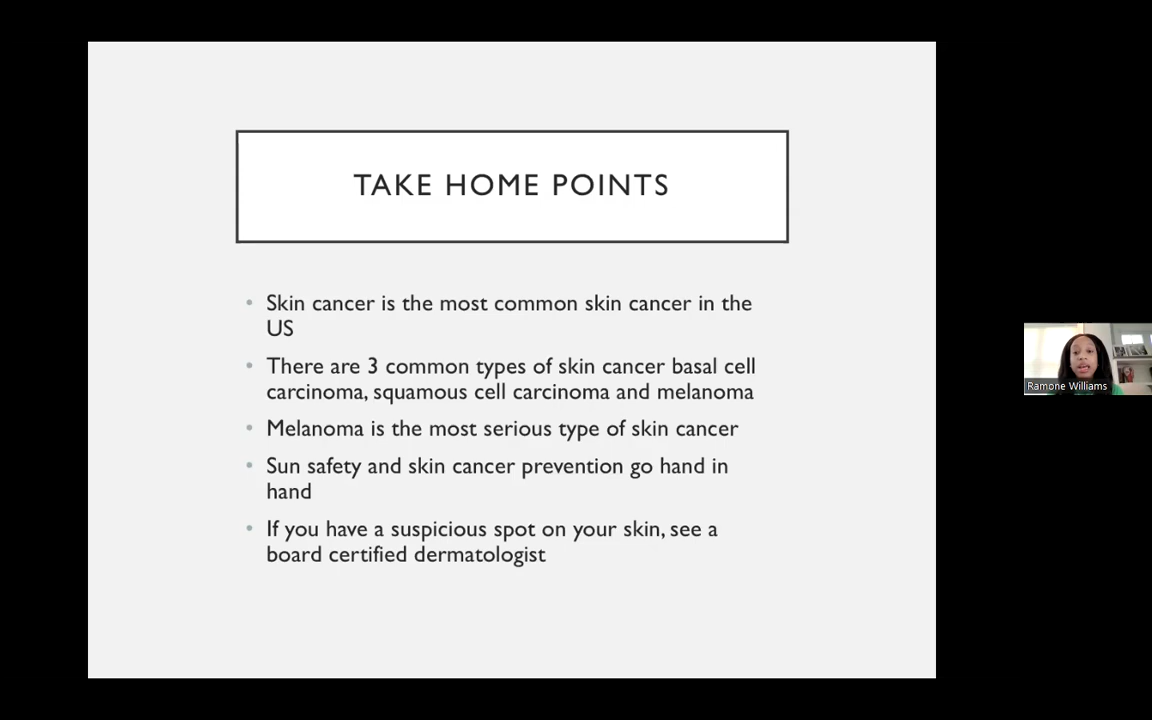 TAKE HOME POINTS
• Skin cancer is the most common skin cancer in the
US
• There are 3 common types of skin cancer basal cell
carcinoma, squamous cell carcinoma and melanoma
• Melanoma is the most serious type of skin cancer
• Sun safety and skin cancer prevention go hand in
hand
• If you have a suspicious spot on your skin, see a
board certified dermatologist
Ramone Williams